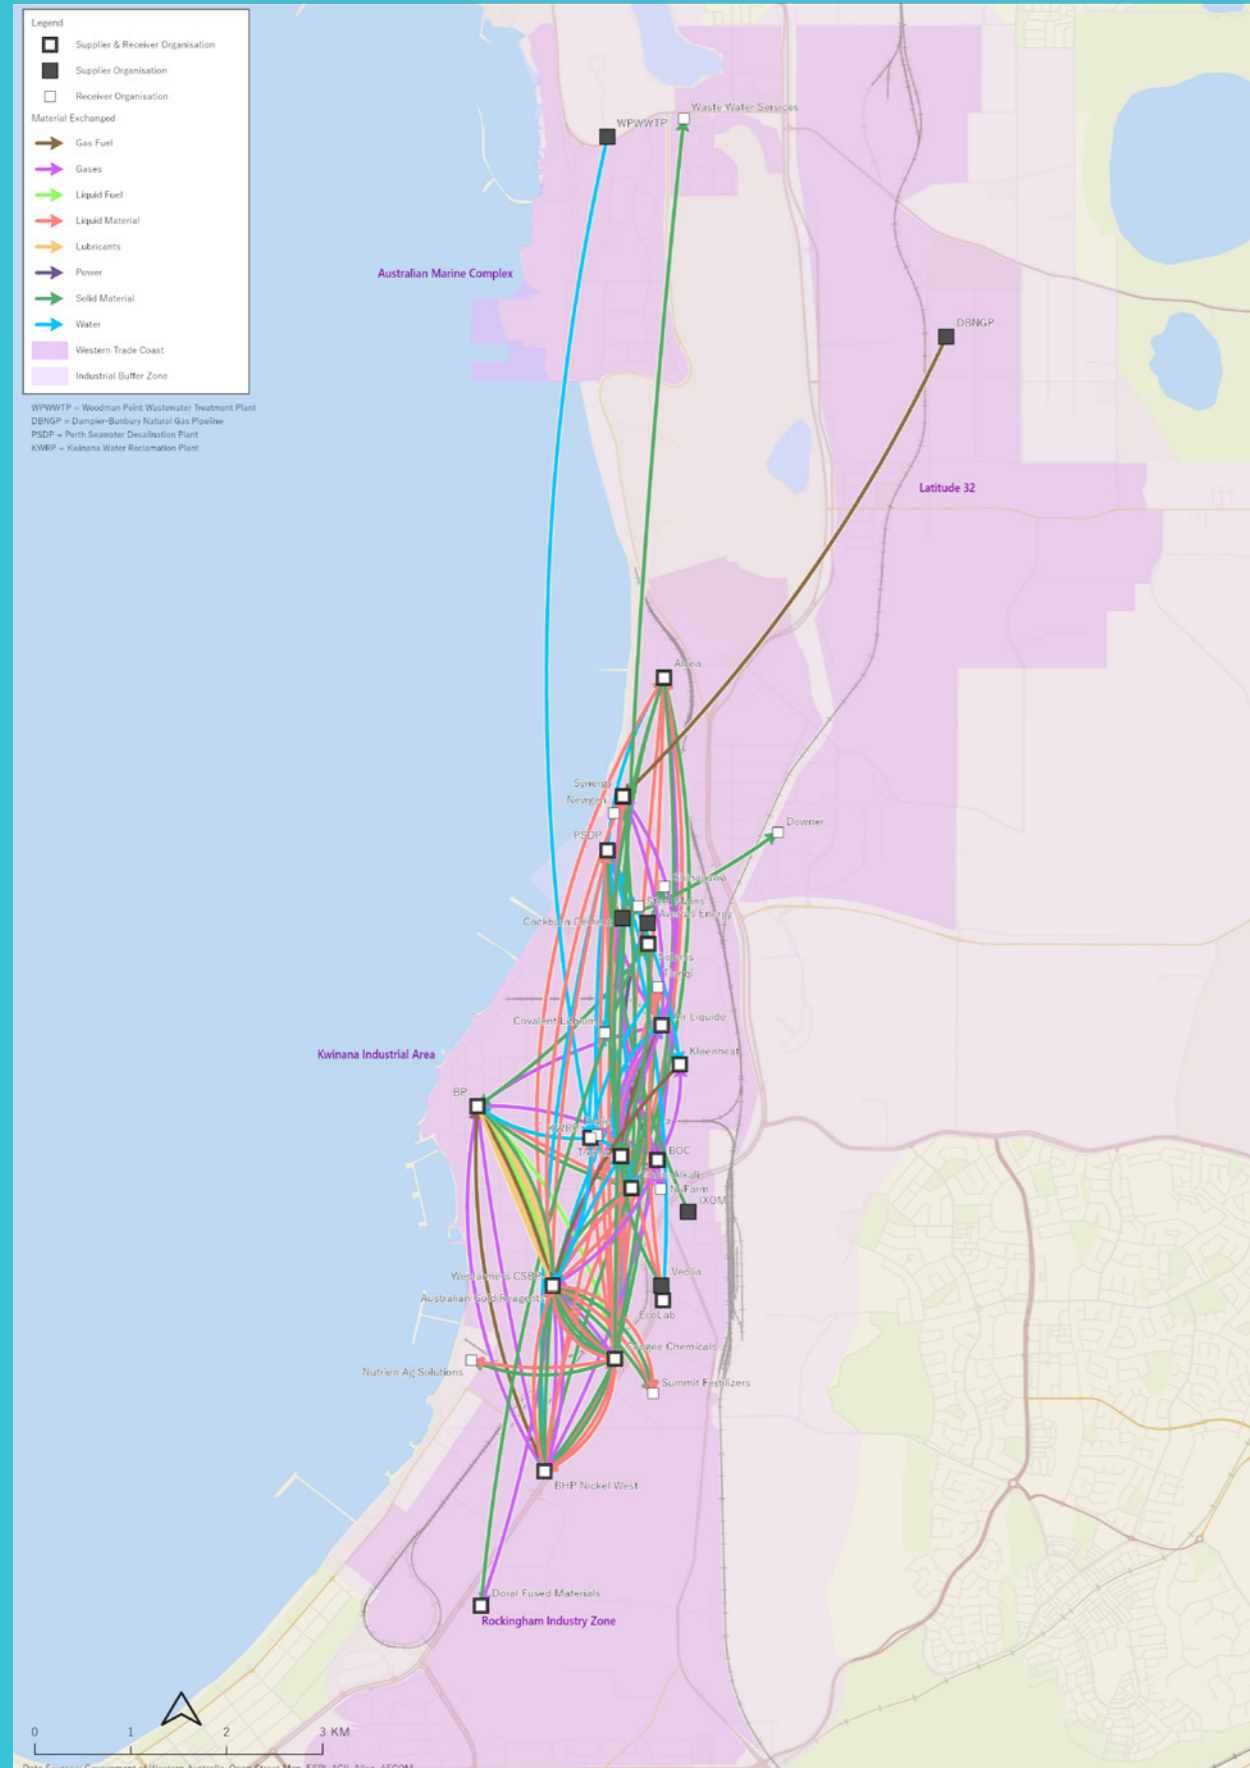 Legend
Supplier & Receiver Organisation
Supplier Organisation
Receiver Organisation
Material Exchanged
Gas Fuel
Gases
Liquid Fuel
Liquid Material
Lubricants
Power
Solid Material
Water
Western Trade Coast
Industrial Buffer Zone
WPWWTP = Woodman Point Wastewater Treatment Plant
DBNGP = Dampier-Bunbury Natural Gas Pipeline
PSDP = Perth Seawater Desalination Plant
KWRP = Kwinana Water Reclamation Plant
Waste Water Services
WPWWTP
Australian Marine Complex
DBNGP
Latitude 32
Alcoa
Synergy
Newgen
PSDP
Downer
Cockburn Cement
Energy
Covalent Lithium
Air Liquide
Kleenheat
Kwinana Industrial Area
BP
KWRP
BOC
Alkali
NuFarm
IXOM
Veolia
Wesfarmers CSBP
Australian Gold Reagents
EcoLab
Chemicals
Nutrien Ag Solutions
Summit Fertilizers
BHP Nickel West
Doral Fused Materials
Rockingham Industry Zone
0 1 2 3 KM